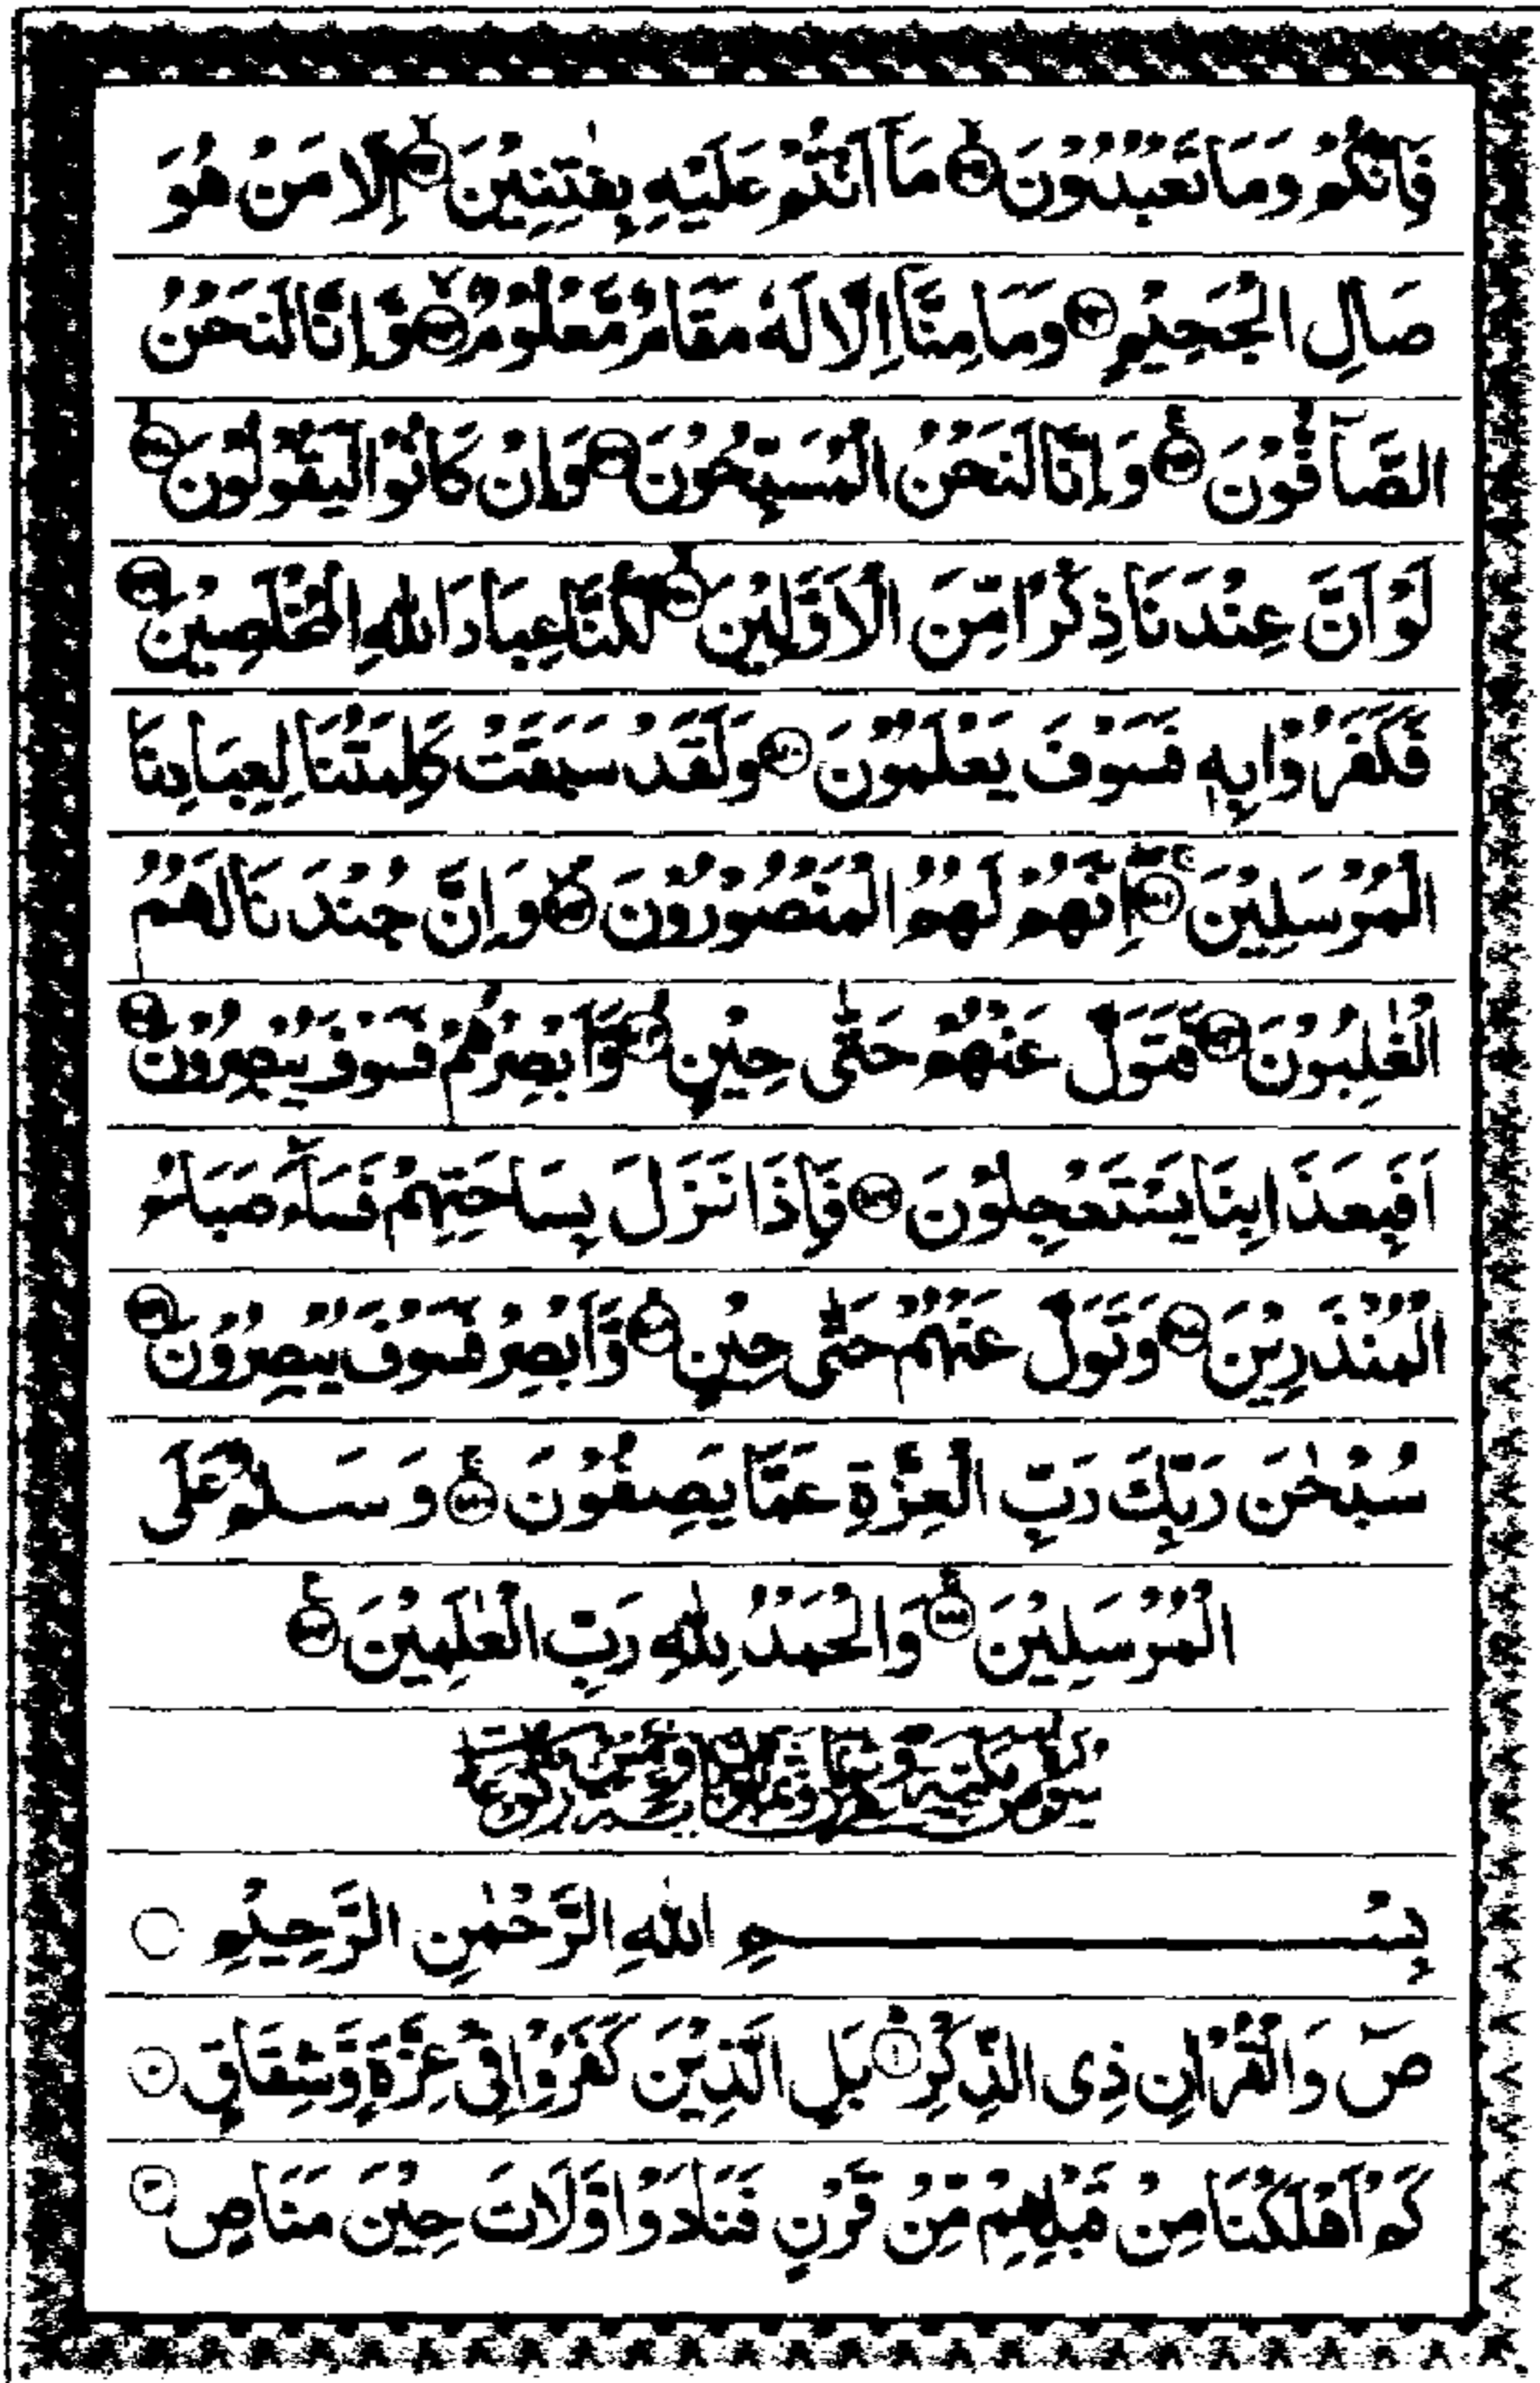 فَاِنَّكُمْ وَمَا تَعْبُدُوْنَ ۝ مَاۤ اَنْتُمْ عَلَيْهِ بِفٰتِنِيْنَ ۝ اِلَّا مَنْ هُوَ
صَالِ الْجَحِيْمِ ۝ وَمَا مِنَّاۤ اِلَّا لَهٗ مَقَامٌ مَّعْلُوْمٌ ۝ وَّاِنَّا لَنَحْنُ
الصَّآفُّوْنَ ۝ وَاِنَّا لَنَحْنُ الْمُسَبِّحُوْنَ ۝ وَاِنْ كَانُوْا لَيَقُوْلُوْنَ ۝
لَوْ اَنَّ عِنْدَنَا ذِكْرًا مِّنَ الْاَوَّلِيْنَ ۝ لَكُنَّا عِبَادَ اللّٰهِ الْمُخْلَصِيْنَ ۝
فَكَفَرُوْا بِهٖ فَسَوْفَ يَعْلَمُوْنَ ۝ وَلَقَدْ سَبَقَتْ كَلِمَتُنَا لِعِبَادِنَا
الْمُرْسَلِيْنَ ۝ اِنَّهُمْ لَهُمُ الْمَنْصُوْرُوْنَ ۝ وَاِنَّ جُنْدَنَا لَهُمُ
الْغٰلِبُوْنَ ۝ فَتَوَلَّ عَنْهُمْ حَتّٰى حِيْنٍ ۝ وَّاَبْصِرْهُمْ فَسَوْفَ يُبْصِرُوْنَ ۝
اَفَبِعَذَابِنَا يَسْتَعْجِلُوْنَ ۝ فَاِذَا نَزَلَ بِسَاحَتِهِمْ فَسَآءَ صَبَاحُ
الْمُنْذَرِيْنَ ۝ وَتَوَلَّ عَنْهُمْ حَتّٰى حِيْنٍ ۝ وَّاَبْصِرْ فَسَوْفَ يُبْصِرُوْنَ ۝
سُبْحٰنَ رَبِّكَ رَبِّ الْعِزَّةِ عَمَّا يَصِفُوْنَ ۝ وَسَلٰمٌ عَلَى
الْمُرْسَلِيْنَ ۝ وَالْحَمْدُ لِلّٰهِ رَبِّ الْعٰلَمِيْنَ ۝
بِسْمِ اللّٰهِ الرَّحْمٰنِ الرَّحِيْمِ ۝
صٓ وَالْقُرْاٰنِ ذِى الذِّكْرِ ۝ بَلِ الَّذِيْنَ كَفَرُوْا فِىْ عِزَّةٍ وَّشِقَاقٍ ۝
كَمْ اَهْلَكْنَا مِنْ قَبْلِهِمْ مِّنْ قَرْنٍ فَنَادَوْا وَّلَاتَ حِيْنَ مَنَاصٍ ۝